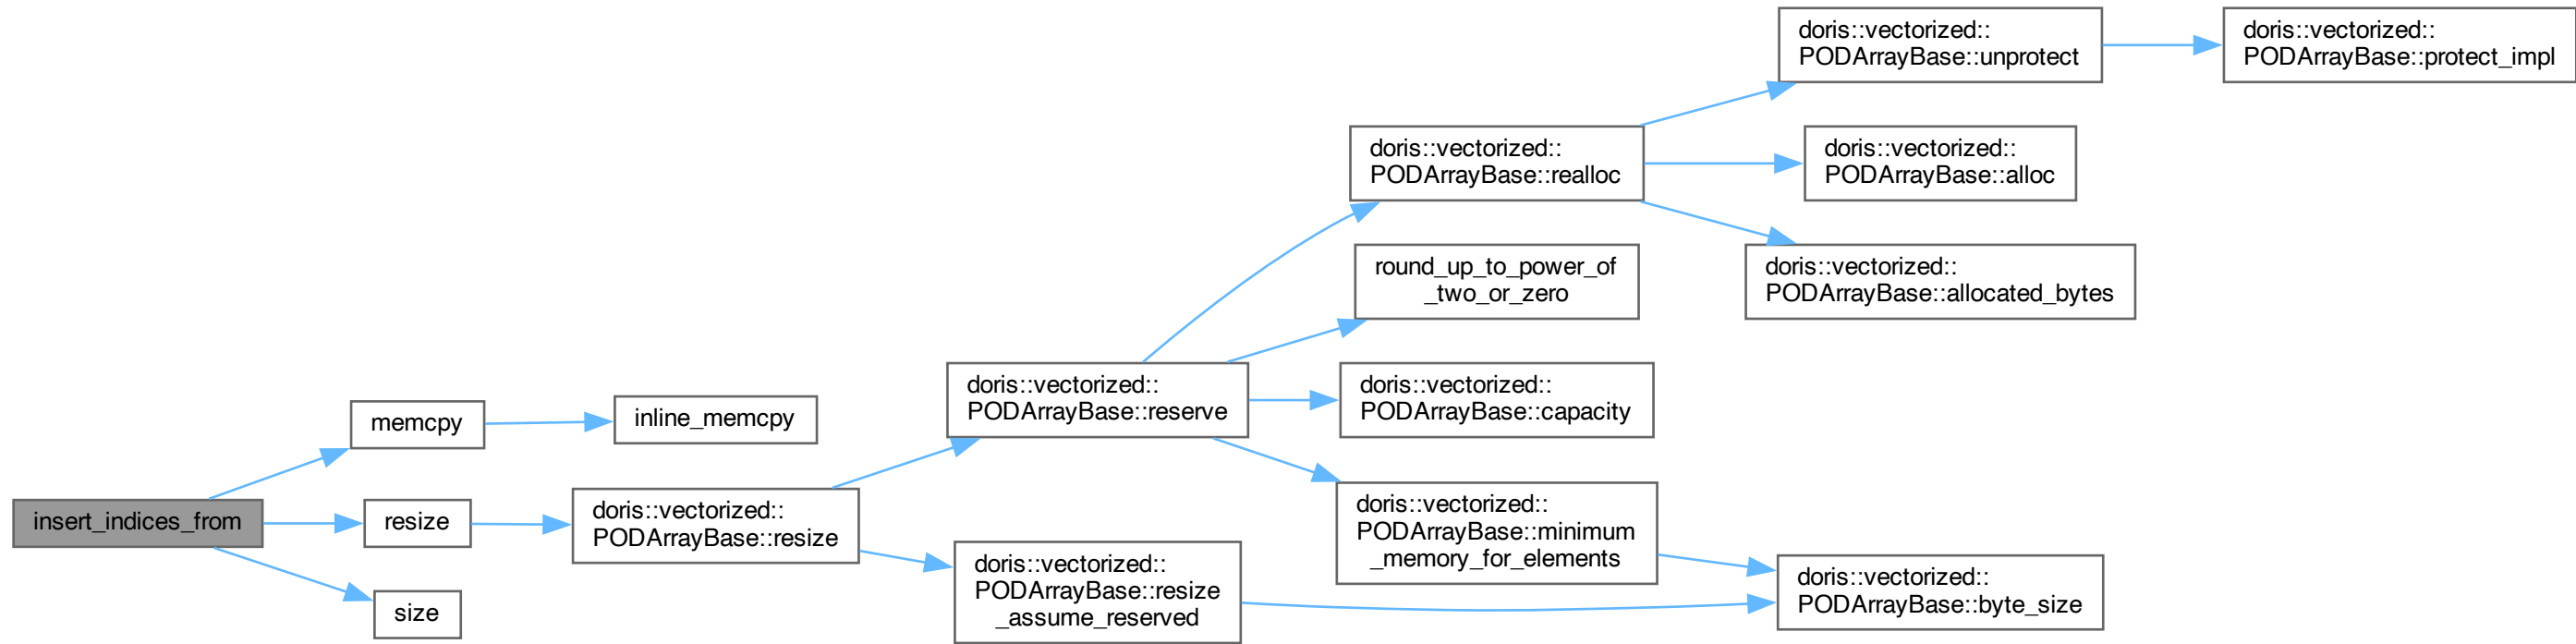 doris::vectorized::
PODArrayBase::unprotect
doris::vectorized::
PODArrayBase::protect_impl
doris::vectorized::
PODArrayBase::realloc
doris::vectorized::
PODArrayBase::alloc
round_up_to_power_of
_two_or_zero
doris::vectorized::
PODArrayBase::allocated_bytes
doris::vectorized::
PODArrayBase::reserve
doris::vectorized::
PODArrayBase::capacity
memcpy
inline_memcpy
insert_indices_from
resize
doris::vectorized::
PODArrayBase::resize
doris::vectorized::
PODArrayBase::minimum
_memory_for_elements
size
doris::vectorized::
PODArrayBase::resize
_assume_reserved
doris::vectorized::
PODArrayBase::byte_size